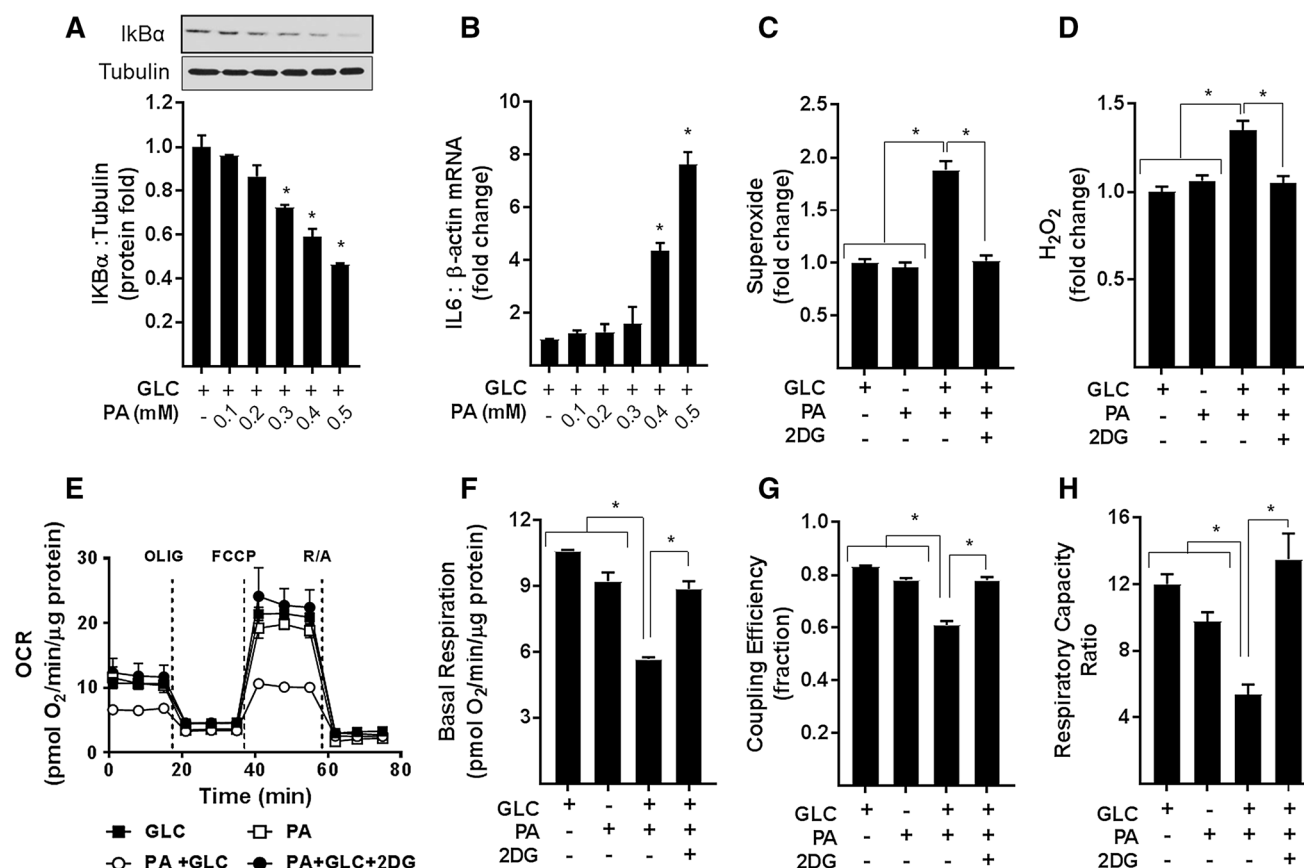 A
IkBα
Tubulin
1.2
1.0
0.8
0.6
0.4
0.2
IKBα : Tubulin
(protein fold)
* * *
GLC + + + + + +
PA (mM) - 0.1 0.2 0.3 0.4 0.5
B
10
8
6
4
2
IL6 : β-actin mRNA
(fold change)
* *
GLC + + + + + +
PA (mM) - 0.1 0.2 0.3 0.4 0.5
C
2.5
2.0
1.5
1.0
0.5
Superoxide
(fold change)
* *
GLC + - + +
PA - + + +
2DG - - - +
D
1.5
1.0
0.5
H2O2
(fold change)
* *
GLC + - + +
PA - + + +
2DG - - - +
E
OCR
(pmol O2/min/µg protein)
30
20
10
0
OLIG FCCP R/A
0 20 40 60 80
Time (min)
GLC PA
PA +GLC PA+GLC+2DG
F
12
9
6
3
Basal Respiration
(pmol O2/min/µg protein)
* *
GLC + - + +
PA - + + +
2DG - - - +
G
1.0
0.8
0.6
0.4
0.2
Coupling Efficiency
(fraction)
* *
GLC + - + +
PA - + + +
2DG - - - +
H
16
12
8
4
Respiratory Capacity
Ratio
* *
GLC + - + +
PA - + + +
2DG - - - +